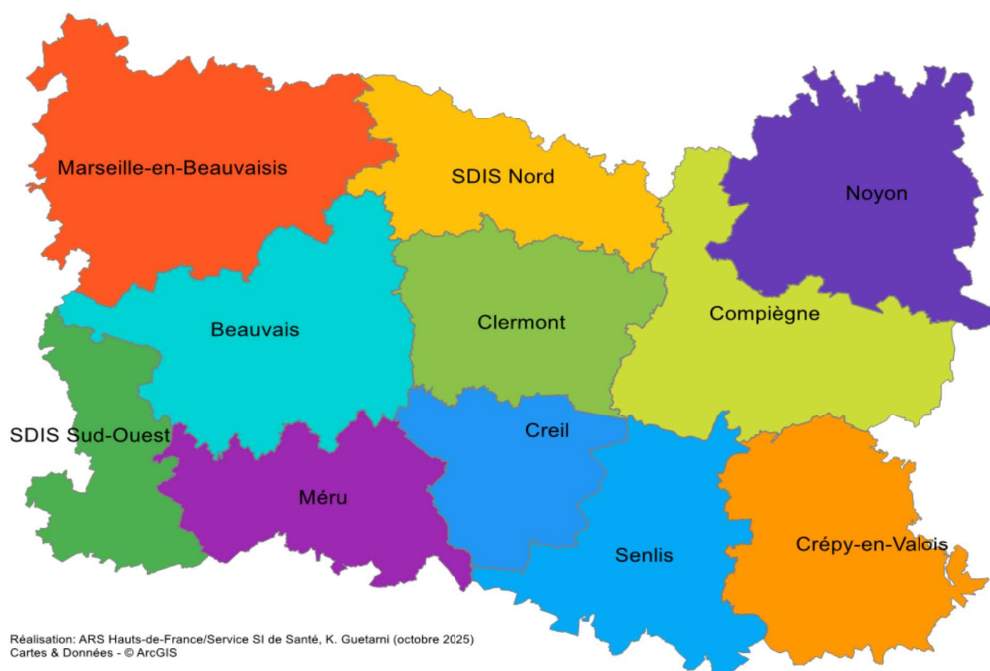 Marseille-en-Beauvaisis
SDIS Nord
Noyon
Beauvais
Clermont
Compiègne
SDIS Sud-Ouest
Creil
Méru
Senlis
Crépy-en-Valois
Réalisation: ARS Hauts-de-France/Service SI de Santé, K. Guetarni (octobre 2025)
Cartes & Données - © ArcGIS